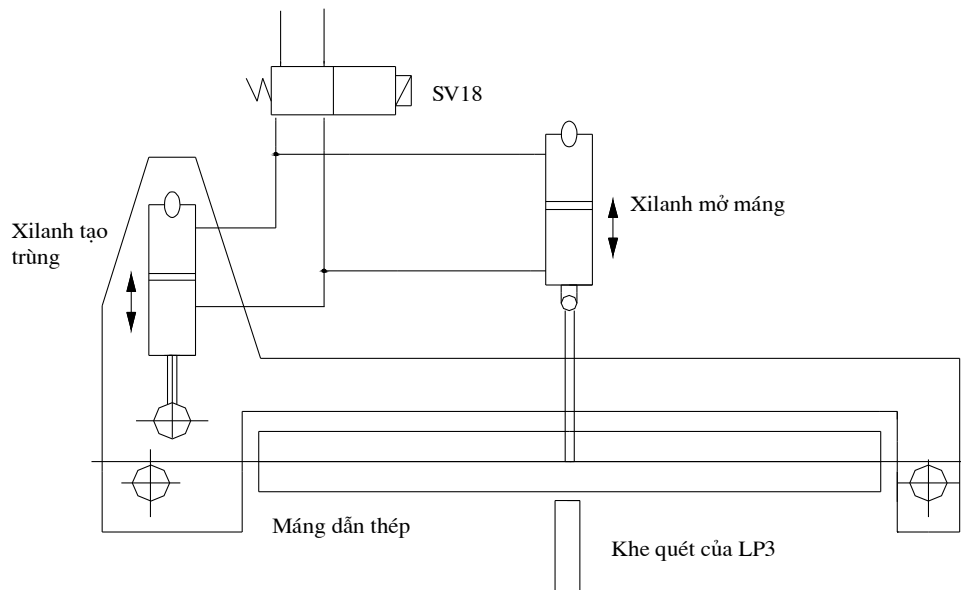 SV18
Xilanh mở máng
Xilanh tạo
trùng
Máng dẫn thép
Khe quét của LP3